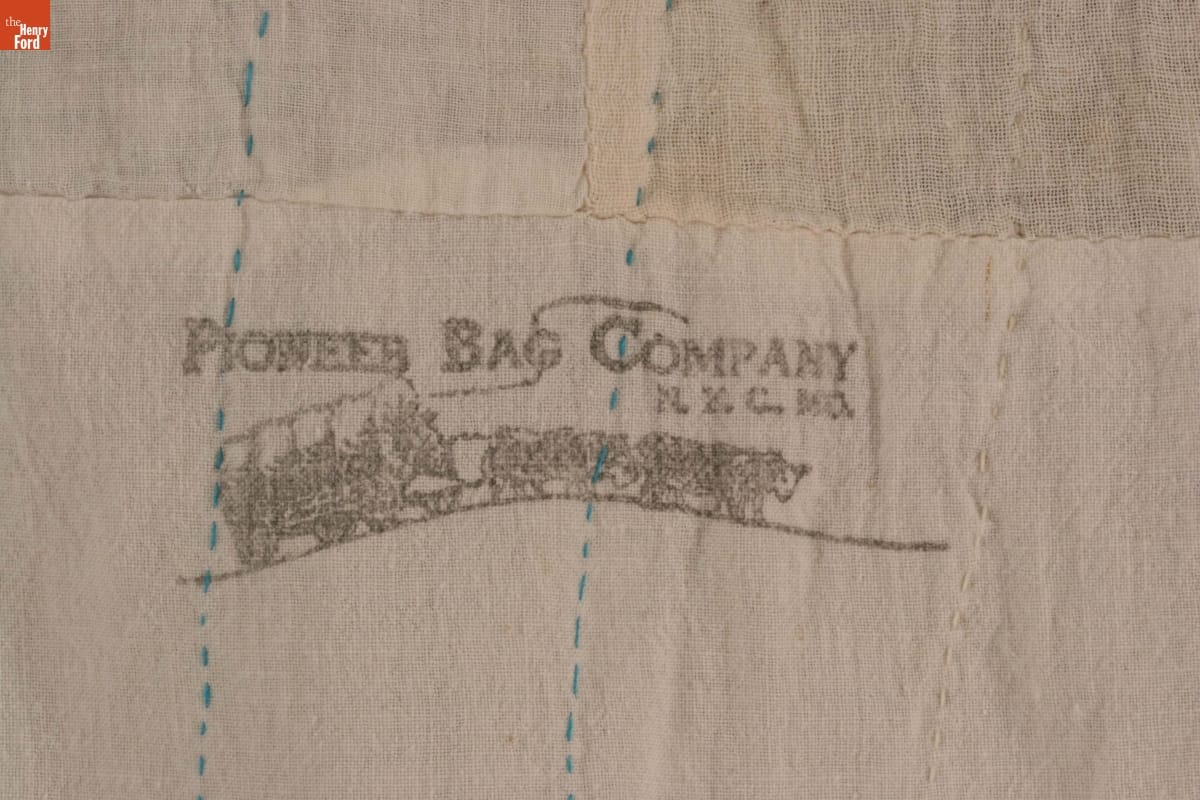 the
Henry
Ford
PIONEER BAG COMPANY
N. K. C. MO.